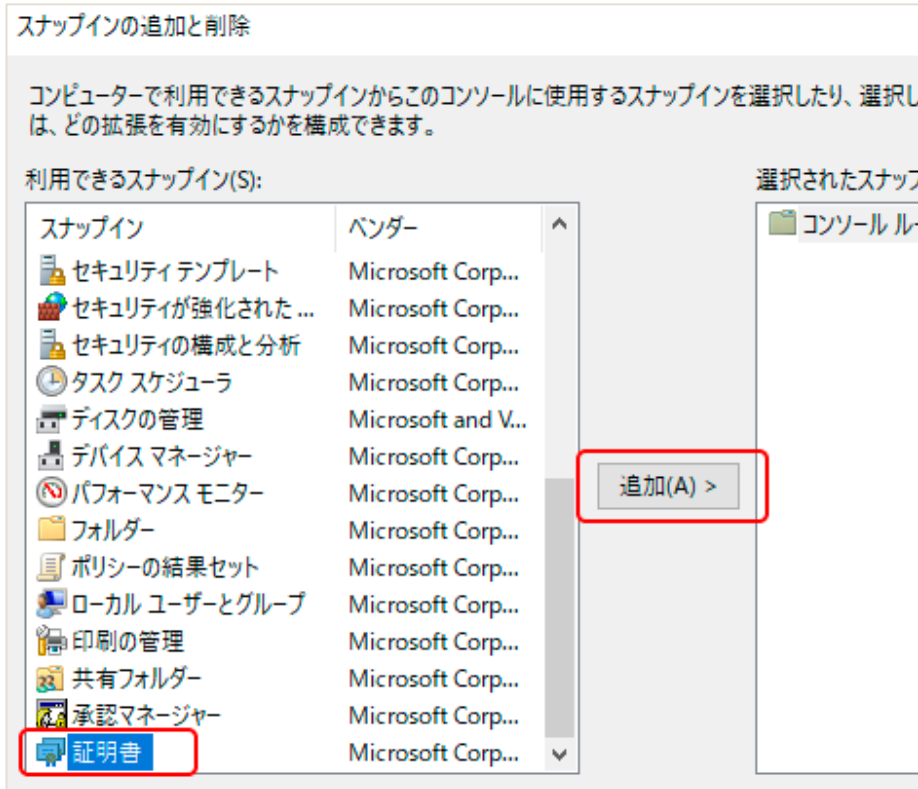 スナップインの追加と削除
コンピューターで利用できるスナップインからこのコンソールに使用するスナップインを選択したり、選択し
は、どの拡張を有効にするかを構成できます。
利用できるスナップイン(S):
選択されたスナップ
スナップイン ベンダー
コンソール ルー
セキュリティ テンプレート Microsoft Corp...
セキュリティが強化された ... Microsoft Corp...
セキュリティの構成と分析 Microsoft Corp...
タスク スケジューラ Microsoft Corp...
ディスクの管理 Microsoft and V...
デバイス マネージャー Microsoft Corp...
パフォーマンス モニター Microsoft Corp...
フォルダー Microsoft Corp...
ポリシーの結果セット Microsoft Corp...
ローカル ユーザーとグループ Microsoft Corp...
印刷の管理 Microsoft Corp...
共有フォルダー Microsoft Corp...
承認マネージャー Microsoft Corp...
証明書 Microsoft Corp...
追加(A) >